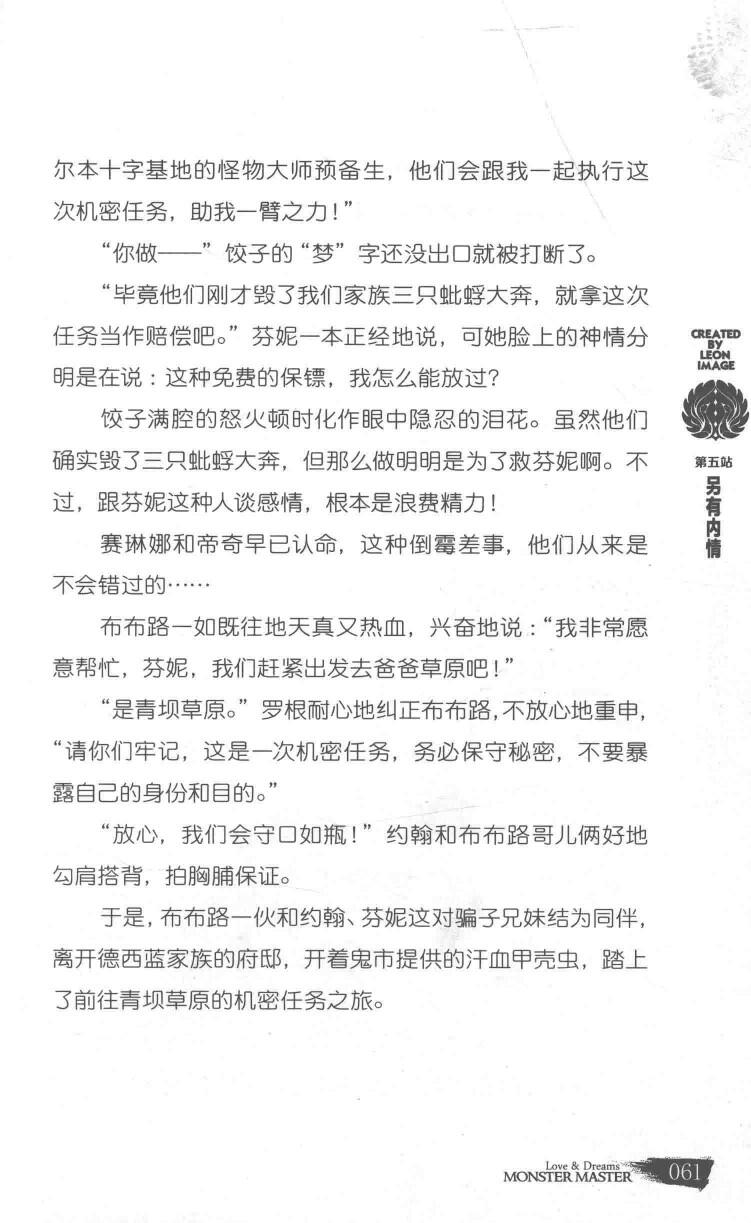 尔本十字基地的怪物大师预备生，他们会跟我一起执行这
次机密任务，助我一臂之力！”
“你做——”饺子的“梦”字还没出口就被打断了。
“毕竟他们刚才毁了我们家族三只蚍蜉大奔，就拿这次
任务当作赔偿吧。”芬妮一本正经地说，可她脸上的神情分
明是在说：这种免费的保镖，我怎么能放过？
饺子满腔的怒火顿时化作眼中隐忍的泪花。虽然他们
确实毁了三只蚍蜉大奔，但那么做明明是为了救芬妮啊。不
过，跟芬妮这种人谈感情，根本是浪费精力！
赛琳娜和帝奇早已认命，这种倒霉差事，他们从来是
不会错过的……
布布路一如既往地天真又热血，兴奋地说：“我非常愿
意帮忙，芬妮，我们赶紧出发去爸爸草原吧！”
“是青坝草原。”罗根耐心地纠正布布路，不放心地重申，
“请你们牢记，这是一次机密任务，务必保守秘密，不要暴
露自己的身份和目的。”
“放心，我们会守口如瓶！”约翰和布布路哥儿俩好地
勾肩搭背，拍胸脯保证。
于是，布布路一伙和约翰、芬妮这对骗子兄妹结为同伴，
离开德西蓝家族的府邸，开着鬼市提供的汗血甲壳虫，踏上
了前往青坝草原的机密任务之旅。
CREATED
BY
LEON
IMAGE
第五站
另有内情
Love & Dreams
MONSTER MASTER
061